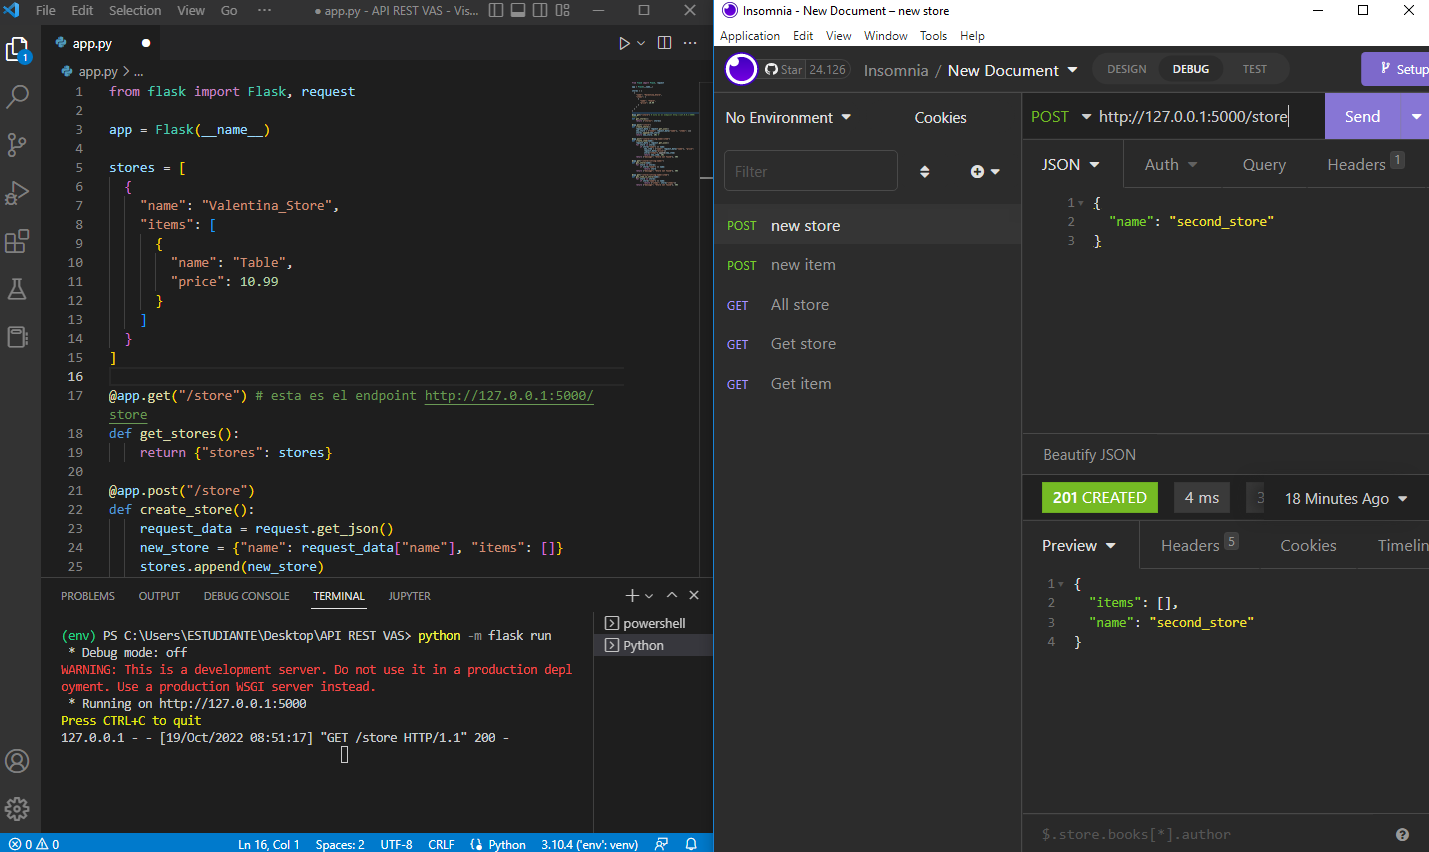 File Edit Selection View Go ··· ● app.py - API REST VAS - Vis...
app.py ●
app.py > ...
1 from flask import Flask, request
2
3 app = Flask(__name__)
4
5 stores = [
6 {
7 "name": "Valentina_Store",
8 "items": [
9 {
10 "name": "Table",
11 "price": 10.99
12 }
13 ]
14 }
15 ]
16
17 @app.get("/store") # esta es el endpoint http://127.0.0.1:5000/
store
18 def get_stores():
19 return {"stores": stores}
20
21 @app.post("/store")
22 def create_store():
23 request_data = request.get_json()
24 new_store = {"name": request_data["name"], "items": []}
25 stores.append(new_store)
1
PROBLEMS OUTPUT DEBUG CONSOLE TERMINAL JUPYTER
(env) PS C:\Users\ESTUDIANTE\Desktop\API REST VAS> python -m flask run
* Debug mode: off
WARNING: This is a development server. Do not use it in a production depl
oyment. Use a production WSGI server instead.
* Running on http://127.0.0.1:5000
Press CTRL+C to quit
127.0.0.1 - - [19/Oct/2022 08:51:17] "GET /store HTTP/1.1" 200 -
powershell
Python
0 0 Ln 16, Col 1 Spaces: 2 UTF-8 CRLF Python 3.10.4 ('env': venv)
Insomnia - New Document – new store
Application Edit View Window Tools Help
Star 24.126 Insomnia / New Document DESIGN DEBUG TEST Setup
No Environment Cookies
Filter
POST new store
POST new item
GET All store
GET Get store
GET Get item
POST http://127.0.0.1:5000/store Send
JSON Auth Query Headers 1
1 {
2 "name": "second_store"
3 }
Beautify JSON
201 CREATED 4 ms 3 18 Minutes Ago
Preview Headers 5 Cookies Timelin
1 {
2 "items": [],
3 "name": "second_store"
4 }
$.store.books[*].author